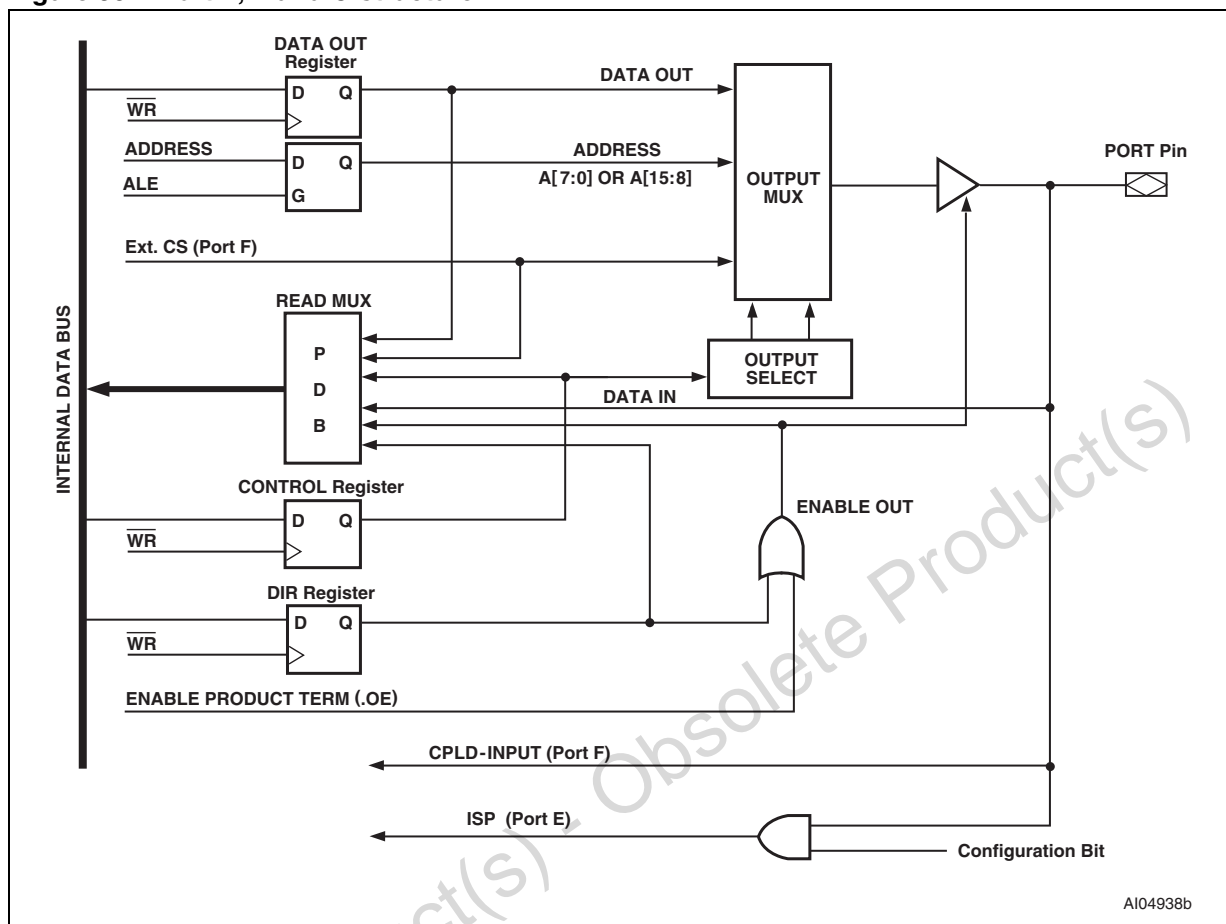 DATA OUT
Register
D Q
WR
DATA OUT
ADDRESS
ALE
D Q
G
ADDRESS
A[7:0] OR A[15:8]
OUTPUT
MUX
PORT Pin
Ext. CS (Port F)
READ MUX
P
D
B
OUTPUT
SELECT
DATA IN
INTERNAL DATA BUS
CONTROL Register
D Q
WR
ENABLE OUT
DIR Register
D Q
WR
ENABLE PRODUCT TERM (.OE)
CPLD-INPUT (Port F)
ISP (Port E)
Configuration Bit
AI04938b
ct(s) - Obsolete Product(s)